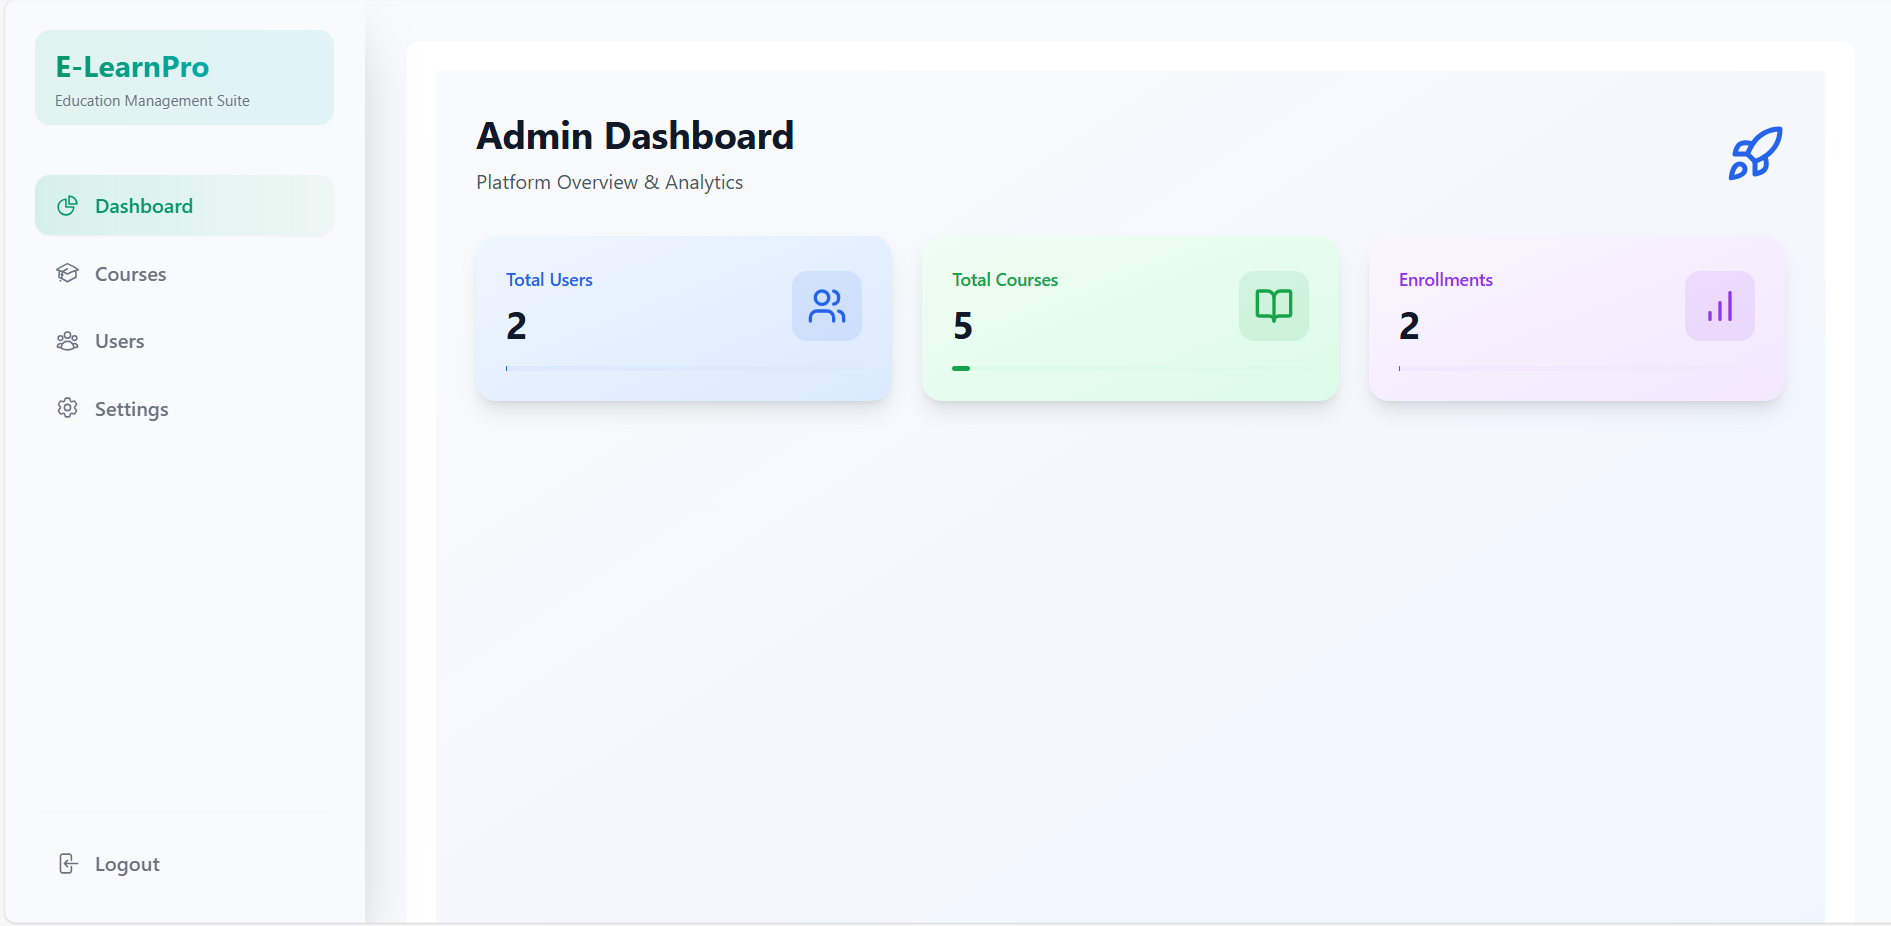 E-LearnPro
Education Management Suite
Dashboard
Courses
Users
Settings
Logout
Admin Dashboard
Platform Overview & Analytics
Total Users
2
Total Courses
5
Enrollments
2